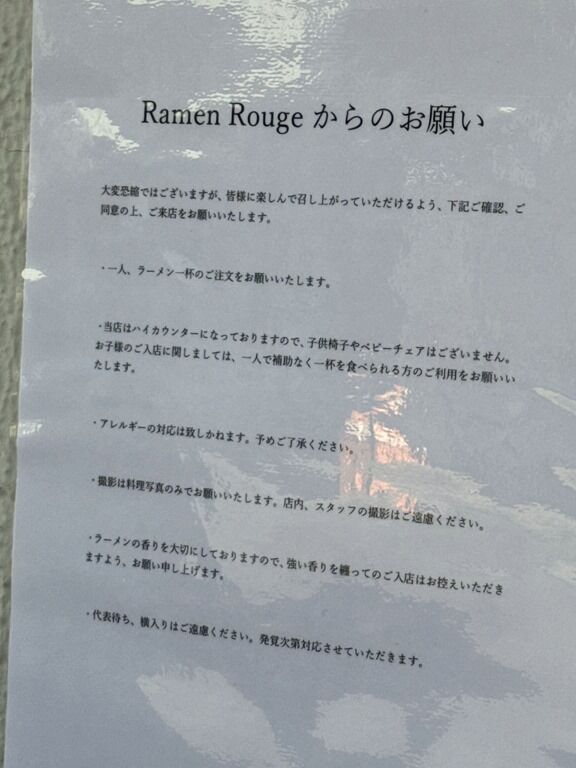 Ramen Rouge からのお願い
大変恐縮ではございますが、皆様に楽しんで召し上がっていただけるよう、下記ご確認、ご
同意の上、ご来店をお願いいたします。
・一人、ラーメン一杯のご注文をお願いいたします。
・当店はハイカウンターになっておりますので、子供椅子やベビーチェアはございません。
お子様のご入店に関しましては、一人で補助なく一杯を食べられる方のご利用をお願いい
たします。
・アレルギーの対応は致しかねます。予めご了承ください。
・撮影は料理写真のみでお願いいたします。店内、スタッフの撮影はご遠慮ください。
・ラーメンの香りを大切にしておりますので、強い香りを纏ってのご入店はお控えいただき
ますよう、お願い申し上げます。
・代表待ち、横入りはご遠慮ください。発覚次第対応させていただきます。